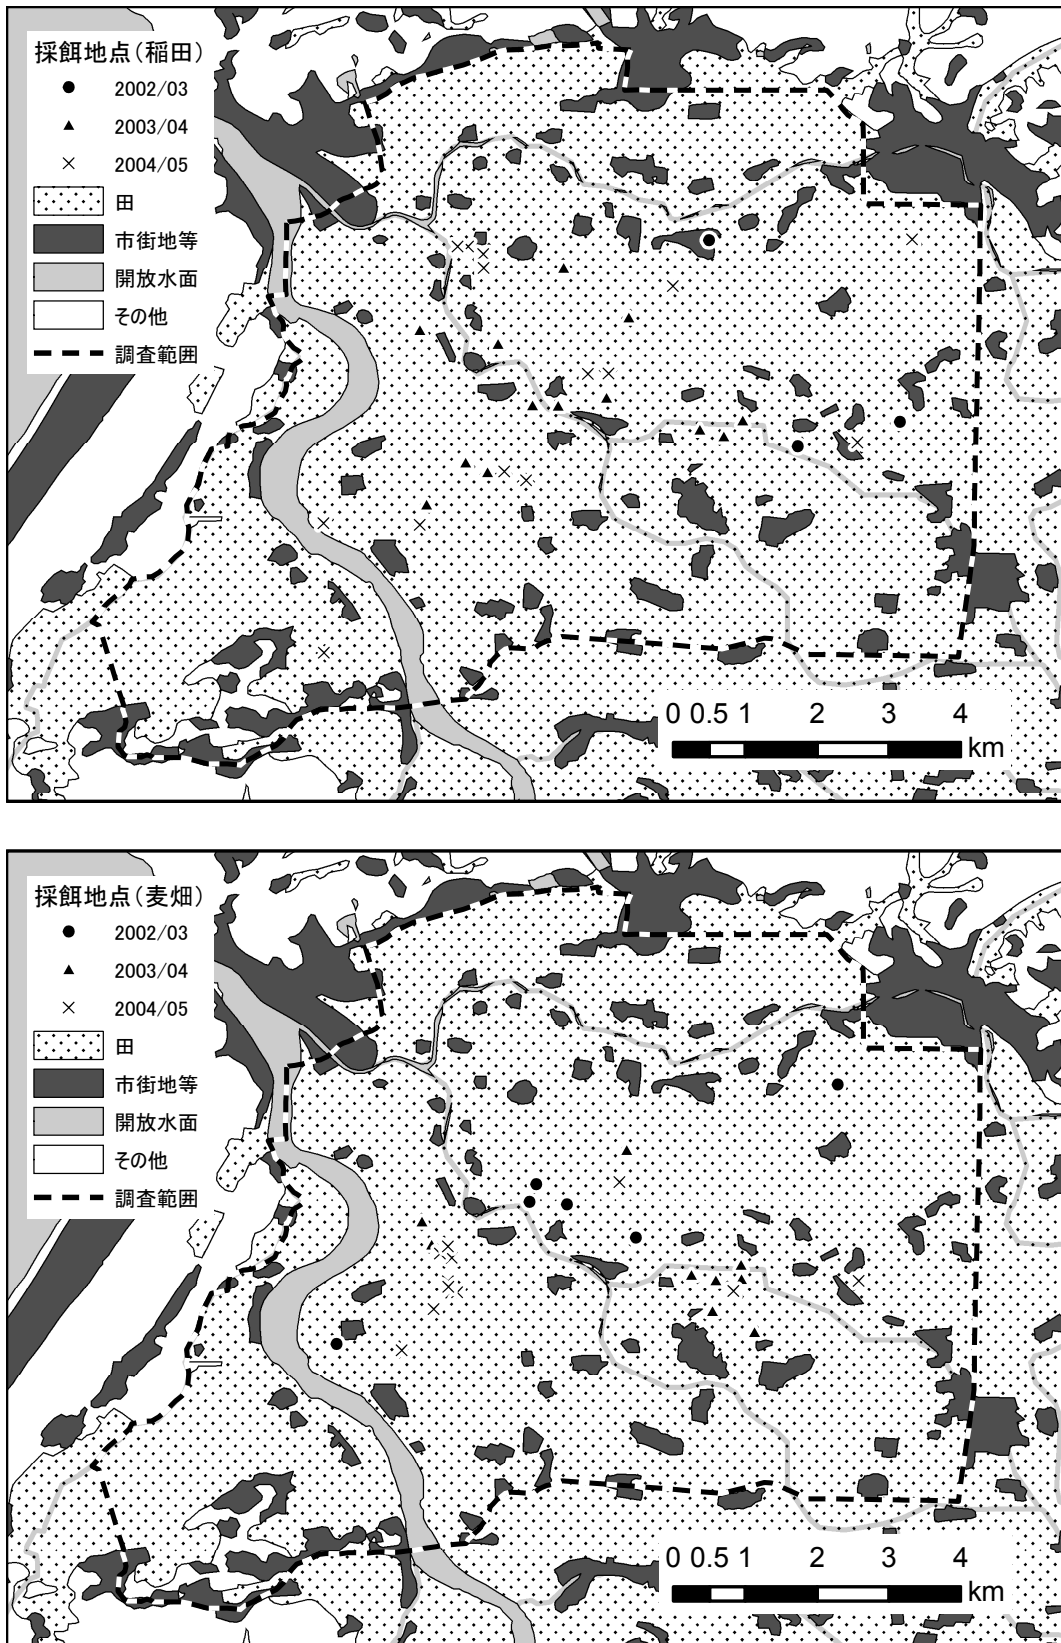 採餌地点(稲田)
2002/03
2003/04
2004/05
田
市街地等
開放水面
その他
調査範囲
0 0.5 1 2 3 4
km
採餌地点(麦畑)
2002/03
2003/04
2004/05
田
市街地等
開放水面
その他
調査範囲
0 0.5 1 2 3 4
km